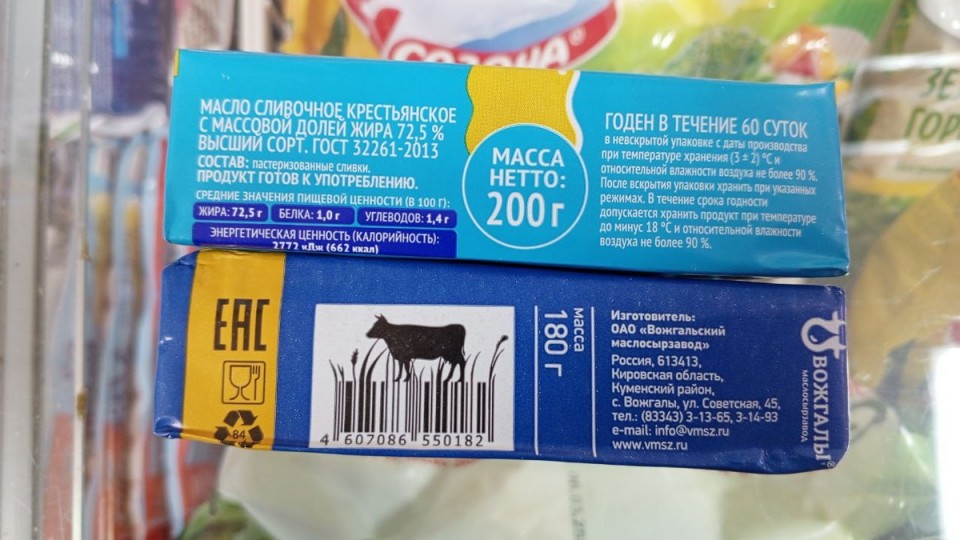 МАСЛО СЛИВОЧНОЕ КРЕСТЬЯНСКОЕ
С МАССОВОЙ ДОЛЕЙ ЖИРА 72,5 %
ВЫСШИЙ СОРТ. ГОСТ 32261-2013
СОСТАВ: пастеризованные сливки.
ПРОДУКТ ГОТОВ К УПОТРЕБЛЕНИЮ.
СРЕДНИЕ ЗНАЧЕНИЯ ПИЩЕВОЙ ЦЕННОСТИ (В 100 Г):
ЖИРА: 72,5 г БЕЛКА: 1,0 г УГЛЕВОДОВ: 1,4 г
ЭНЕРГЕТИЧЕСКАЯ ЦЕННОСТЬ (КАЛОРИЙНОСТЬ):
2772 кДж (662 ккал)
МАССА
НЕТТО:
200 г
ГОДЕН В ТЕЧЕНИЕ 60 СУТОК
в невскрытой упаковке с даты производства
при температуре хранения (3 ± 2) °С и
относительной влажности воздуха не более 90 %.
После вскрытия упаковки хранить при указанных
режимах. В течение срока годности
допускается хранить продукт при температуре
до минус 18 °С и относительной влажности
воздуха не более 90 %.
ЕАС
84
4 607086 550182
масса
180 г
Изготовитель:
ОАО «Вожгальский
маслосырзавод»
Россия, 613413,
Кировская область,
Куменский район,
с. Вожгалы, ул. Советская, 45,
тел.: (83343) 3-13-65, 3-14-93
e-mail: info@vmsz.ru
www.vmsz.ru
ВОЖГАЛЫ®
маслосырзавод